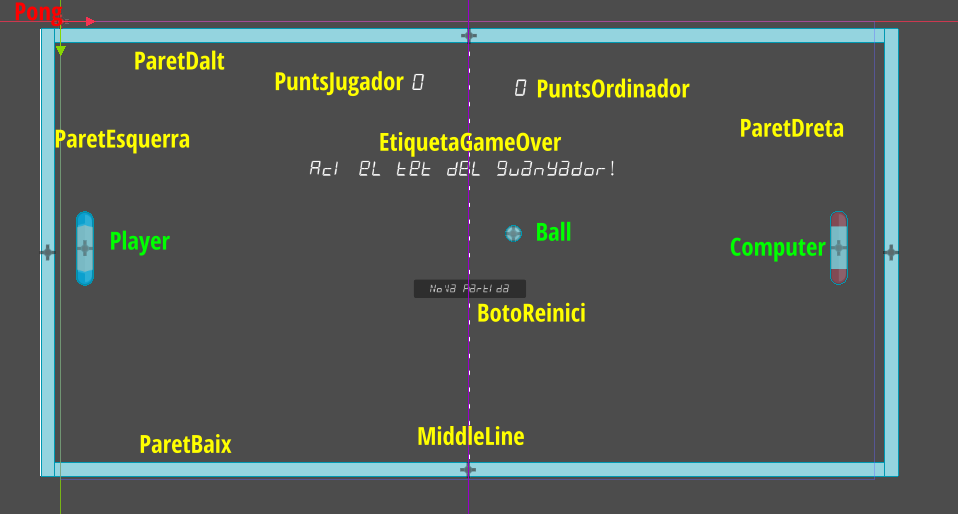 Pong
ParetDalt
PuntsJugador 0
0 PuntsOrdinador
ParetEsquerra
EtiquetaGameOver
ParetDreta
Ací el text del guanyador!
Player
Ball
Computer
Nova Partida
BotoReinici
ParetBaix
MiddleLine